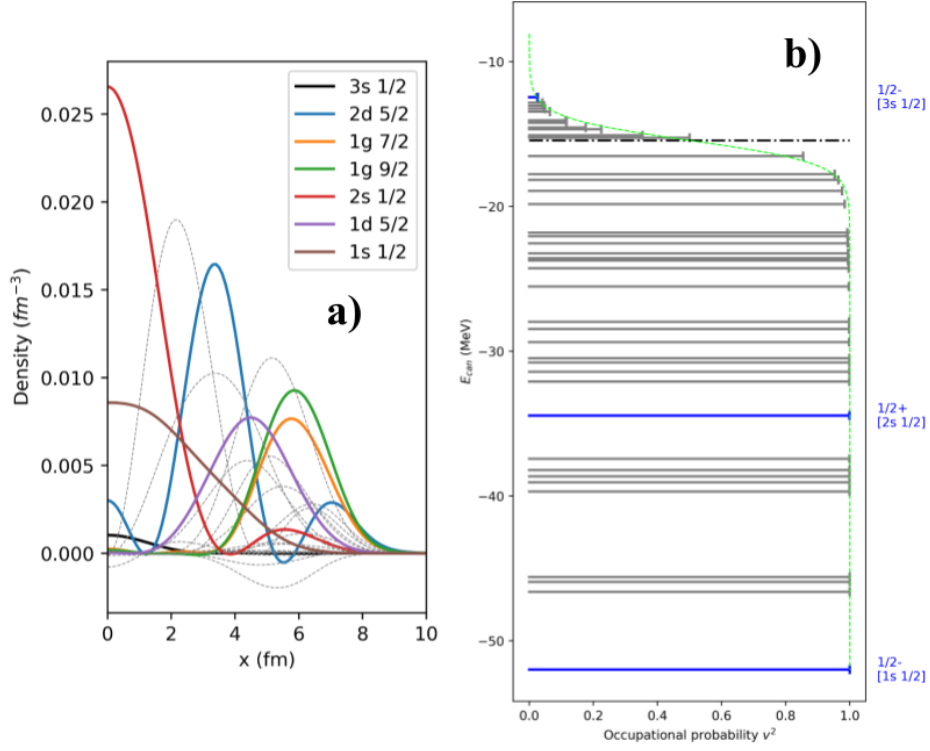 a)
Density (fm⁻³)
0.025
0.020
0.015
0.010
0.005
0.000
0 2 4 6 8 10
x (fm)
3s 1/2
2d 5/2
1g 7/2
1g 9/2
2s 1/2
1d 5/2
1s 1/2
b)
E_can (MeV)
−10
−20
−30
−40
−50
0.0 0.2 0.4 0.6 0.8 1.0
Occupational probability v²
1/2-
[3s 1/2]
1/2+
[2s 1/2]
1/2-
[1s 1/2]